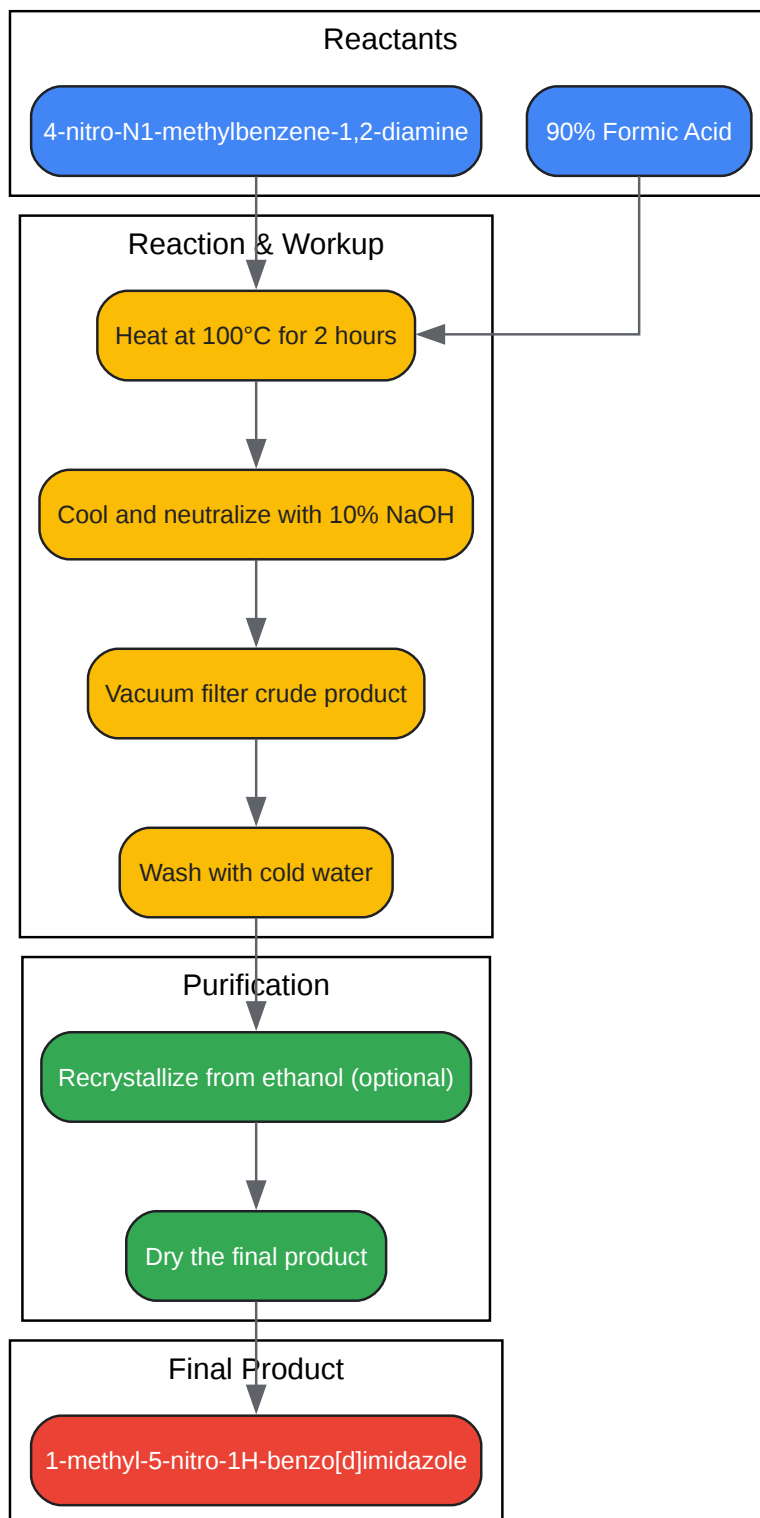 Reactants
4-nitro-N1-methylbenzene-1,2-diamine
90% Formic Acid
Reaction & Workup
Heat at 100°C for 2 hours
Cool and neutralize with 10% NaOH
Vacuum filter crude product
Wash with cold water
Purification
Recrystallize from ethanol (optional)
Dry the final product
Final Product
1-methyl-5-nitro-1H-benzo[d]imidazole